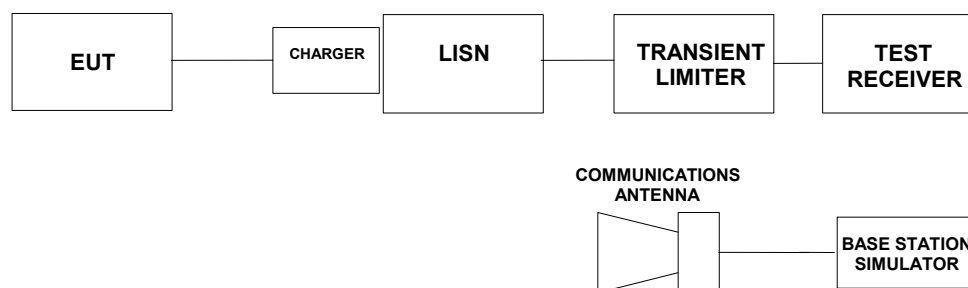 EUT
CHARGER
LISN
TRANSIENT
LIMITER
TEST
RECEIVER
COMMUNICATIONS
ANTENNA
BASE STATION
SIMULATOR